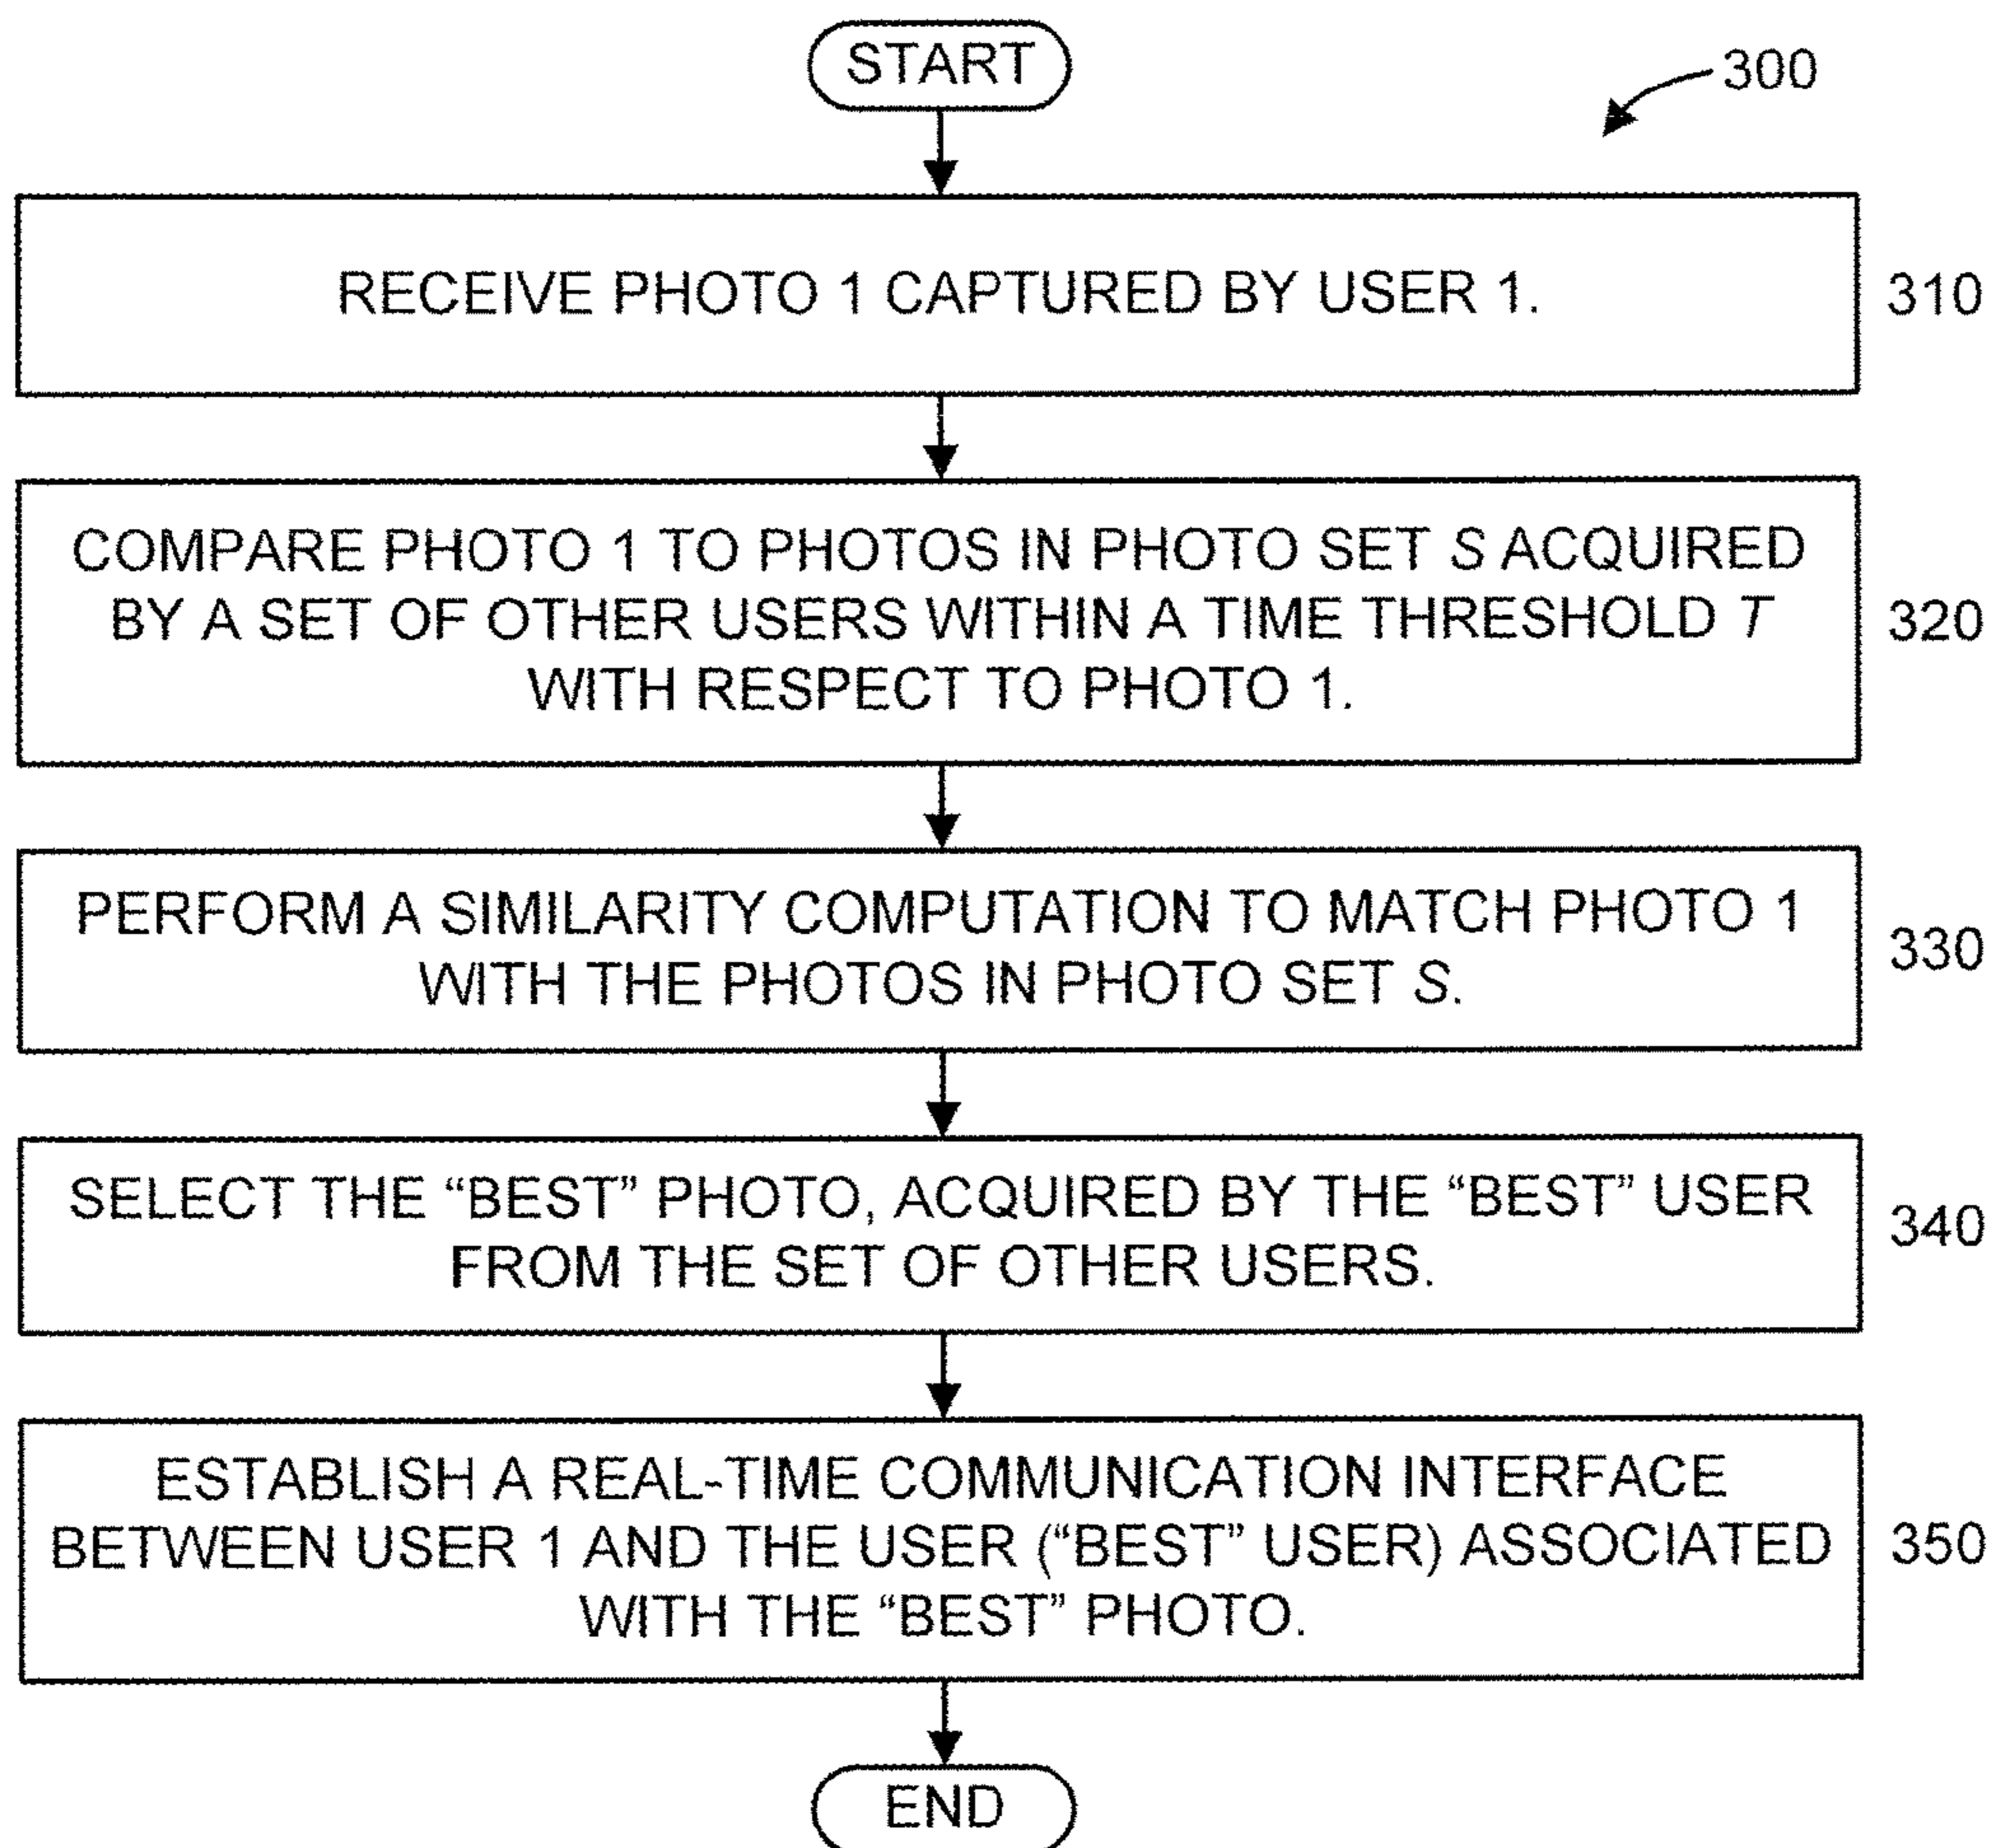 START
300
RECEIVE PHOTO 1 CAPTURED BY USER 1.
310
COMPARE PHOTO 1 TO PHOTOS IN PHOTO SET S ACQUIRED
BY A SET OF OTHER USERS WITHIN A TIME THRESHOLD T
WITH RESPECT TO PHOTO 1.
320
PERFORM A SIMILARITY COMPUTATION TO MATCH PHOTO 1
WITH THE PHOTOS IN PHOTO SET S.
330
SELECT THE “BEST” PHOTO, ACQUIRED BY THE “BEST” USER
FROM THE SET OF OTHER USERS.
340
ESTABLISH A REAL-TIME COMMUNICATION INTERFACE
BETWEEN USER 1 AND THE USER (“BEST” USER) ASSOCIATED
WITH THE “BEST” PHOTO.
350
END